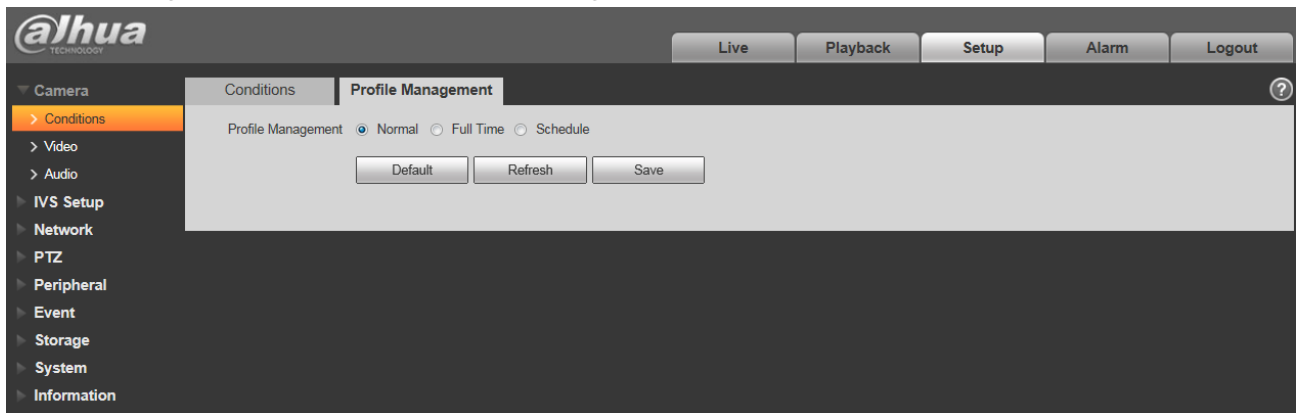 alhua
TECHNOLOGY
Live Playback Setup Alarm Logout
Camera
Conditions Profile Management ?
> Conditions
Profile Management Normal Full Time Schedule
> Video
Default Refresh Save
> Audio
IVS Setup
Network
PTZ
Peripheral
Event
Storage
System
Information